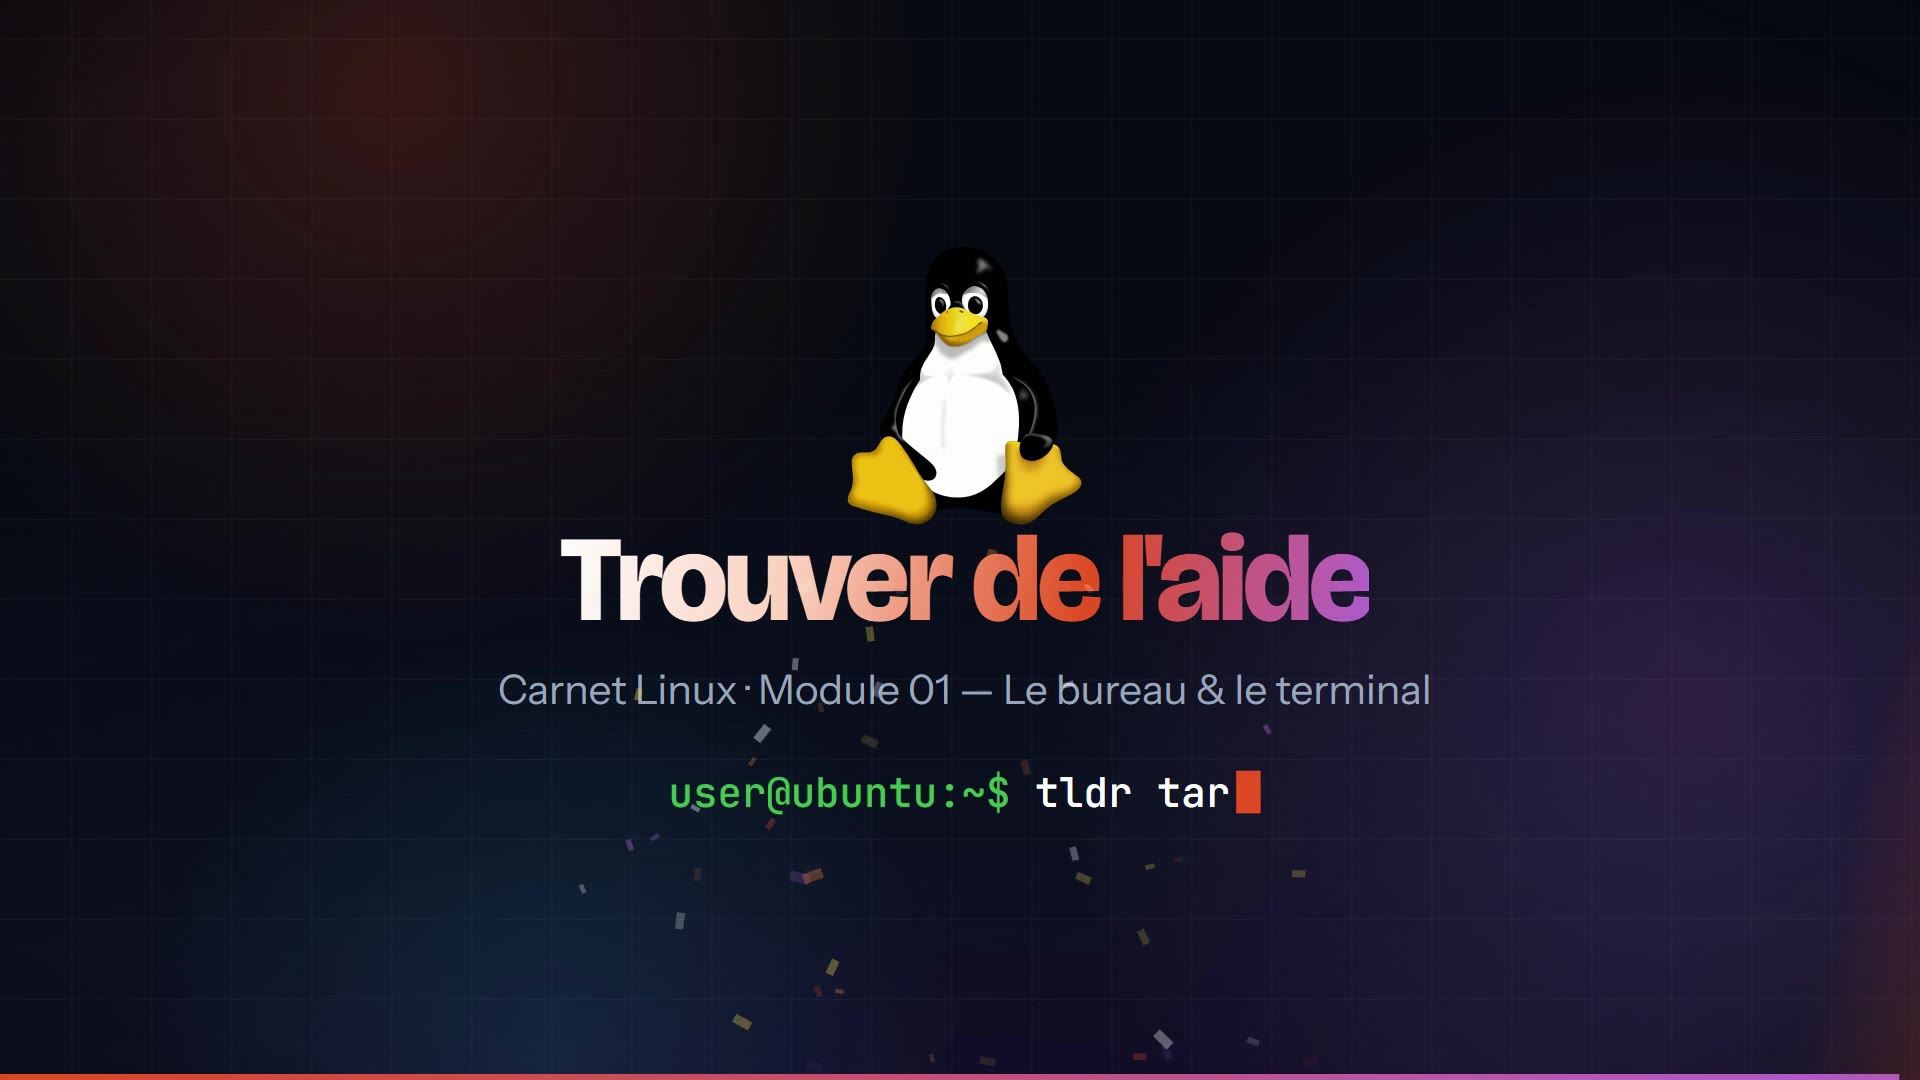 Trouver de l'aide
Carnet Linux · Module 01 — Le bureau & le terminal
user@ubuntu:~$ tldr tar